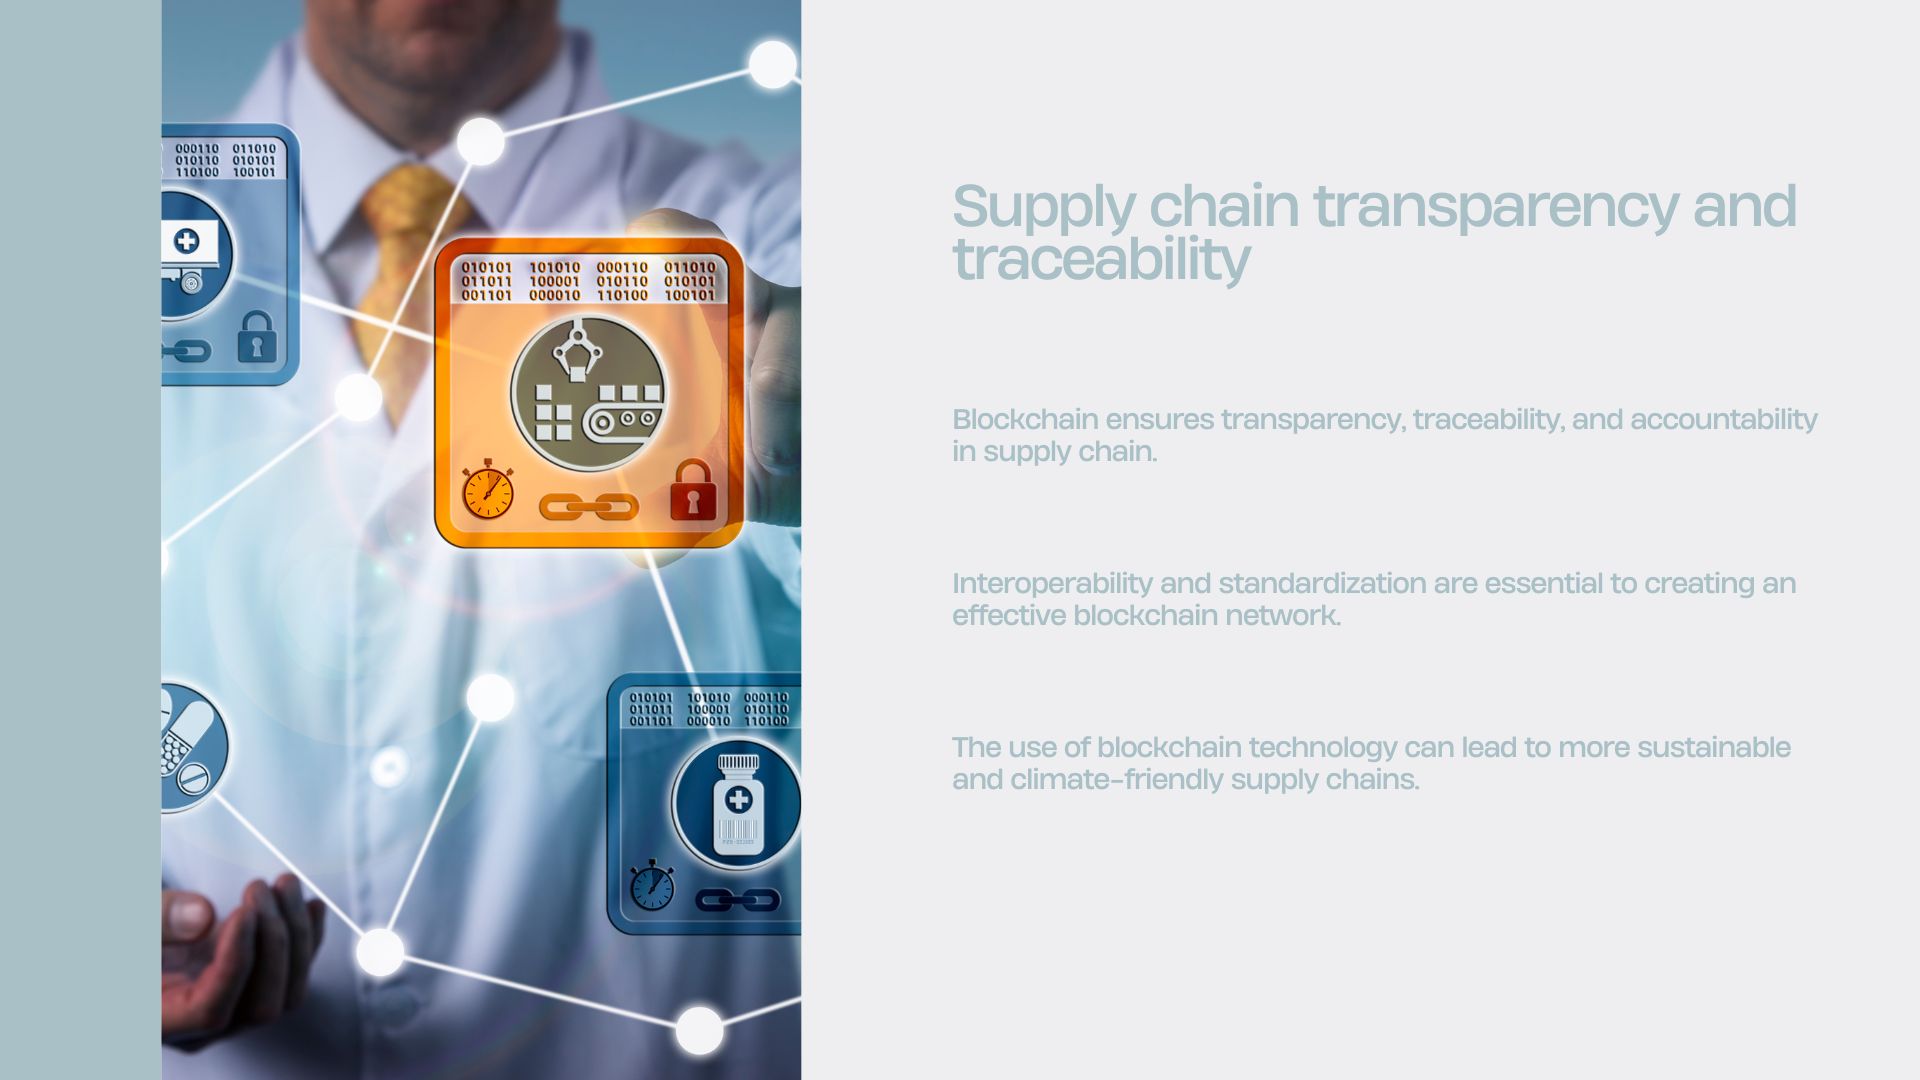 000110 011010
010110 010101
110100 100101
010101 101010 000110 011010
011011 100001 010110 010101
001101 000010 110100 100101
010101 101010 000110
011011 100001 010110
001101 000010 110100
Supply chain transparency and
traceability
Blockchain ensures transparency, traceability, and accountability
in supply chain.
Interoperability and standardization are essential to creating an
effective blockchain network.
The use of blockchain technology can lead to more sustainable
and climate-friendly supply chains.